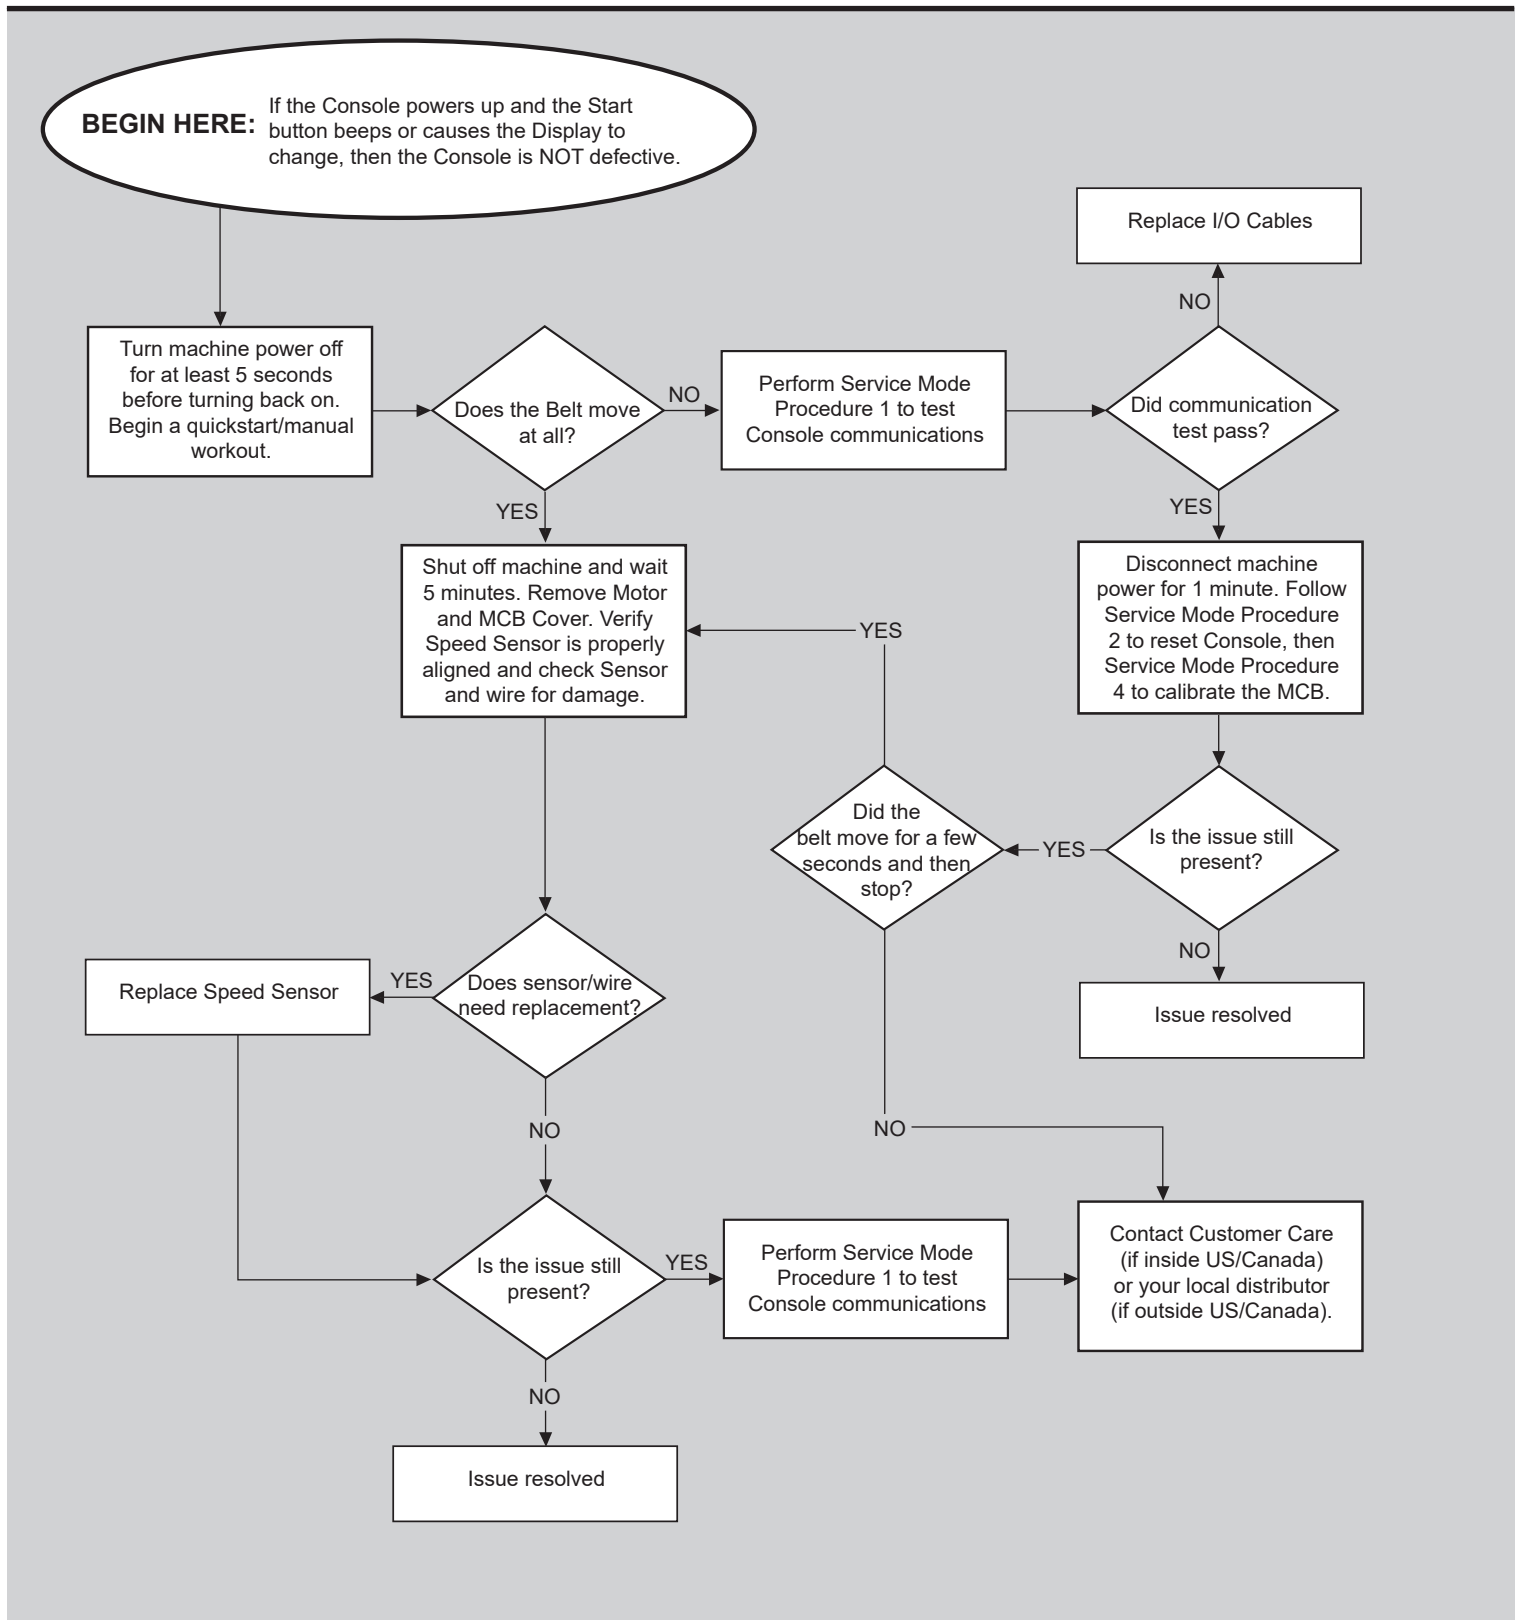 BEGIN HERE:
If the Console powers up and the Start
button beeps or causes the Display to
change, then the Console is NOT defective.
Replace I/O Cables
NO
Turn machine power off
for at least 5 seconds
before turning back on.
Begin a quickstart/manual
workout.
Does the Belt move
at all?
NO
Perform Service Mode
Procedure 1 to test
Console communications
Did communication
test pass?
YES
YES
Shut off machine and wait
5 minutes. Remove Motor
and MCB Cover. Verify
Speed Sensor is properly
aligned and check Sensor
and wire for damage.
Disconnect machine
power for 1 minute. Follow
Service Mode Procedure
2 to reset Console, then
Service Mode Procedure
4 to calibrate the MCB.
YES
Did the
belt move for a few
seconds and then
stop?
YES
Is the issue still
present?
NO
Issue resolved
Replace Speed Sensor
YES
Does sensor/wire
need replacement?
NO
NO
Is the issue still
present?
YES
Perform Service Mode
Procedure 1 to test
Console communications
Contact Customer Care
(if inside US/Canada)
or your local distributor
(if outside US/Canada).
NO
Issue resolved